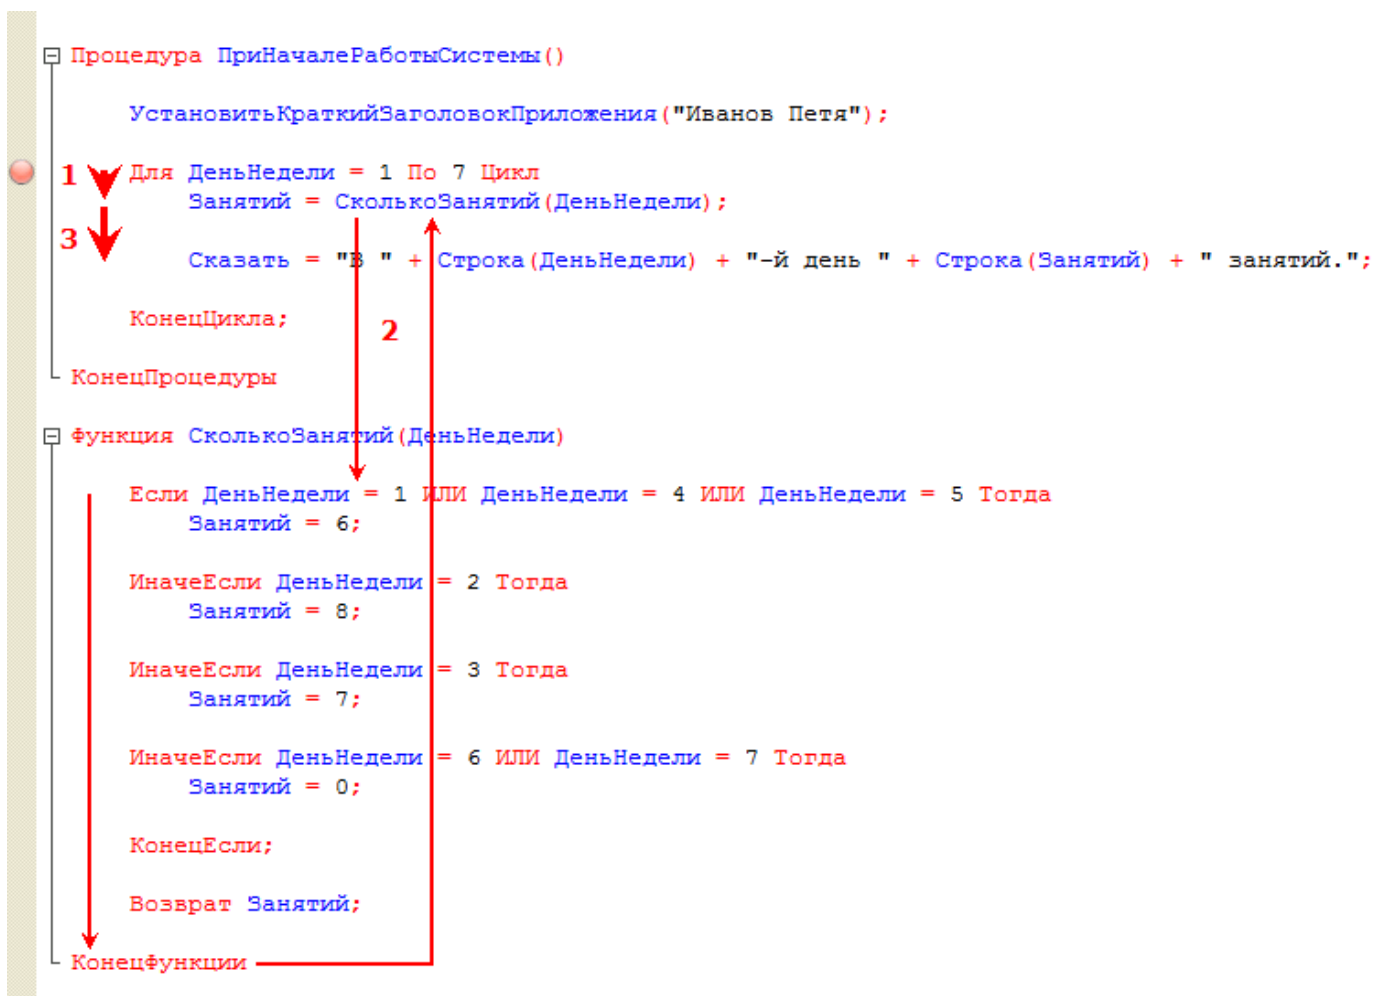 Процедура ПриНачалеРаботыСистемы()
УстановитьКраткийЗаголовокПриложения("Иванов Петя");
1 Для ДеньНедели = 1 По 7 Цикл
Занятий = СколькоЗанятий(ДеньНедели);
3
Сказать = "В " + Строка(ДеньНедели) + "-й день " + Строка(Занятий) + " занятий.";
КонецЦикла;
2
КонецПроцедуры
Функция СколькоЗанятий(ДеньНедели)
Если ДеньНедели = 1 ИЛИ ДеньНедели = 4 ИЛИ ДеньНедели = 5 Тогда
Занятий = 6;
ИначеЕсли ДеньНедели = 2 Тогда
Занятий = 8;
ИначеЕсли ДеньНедели = 3 Тогда
Занятий = 7;
ИначеЕсли ДеньНедели = 6 ИЛИ ДеньНедели = 7 Тогда
Занятий = 0;
КонецЕсли;
Возврат Занятий;
КонецФункции